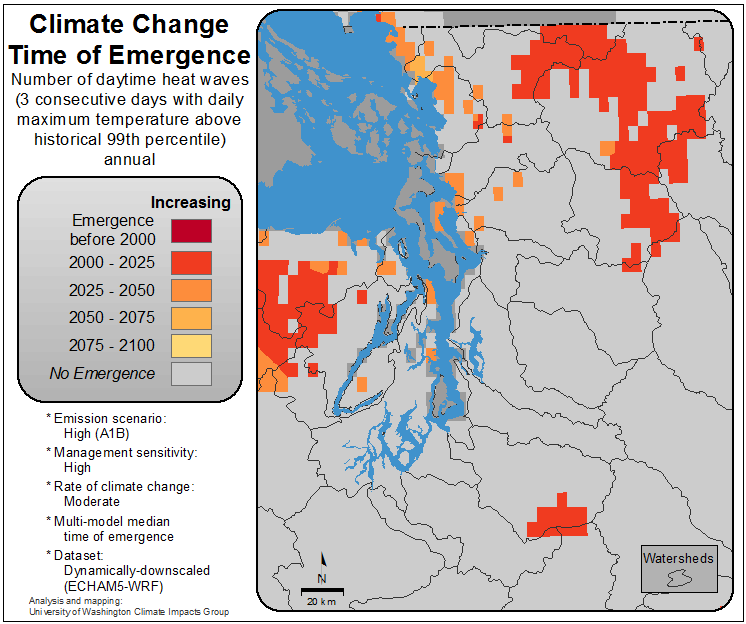 Climate Change
Time of Emergence
Number of daytime heat waves
(3 consecutive days with daily
maximum temperature above
historical 99th percentile)
annual
Increasing
Emergence
before 2000
2000 - 2025
2025 - 2050
2050 - 2075
2075 - 2100
No Emergence
* Emission scenario:
High (A1B)
* Management sensitivity:
High
* Rate of climate change:
Moderate
* Multi-model median
time of emergence
* Dataset:
Dynamically-downscaled
(ECHAM5-WRF)
Analysis and mapping:
University of Washington Climate Impacts Group
N
20 km
Watersheds